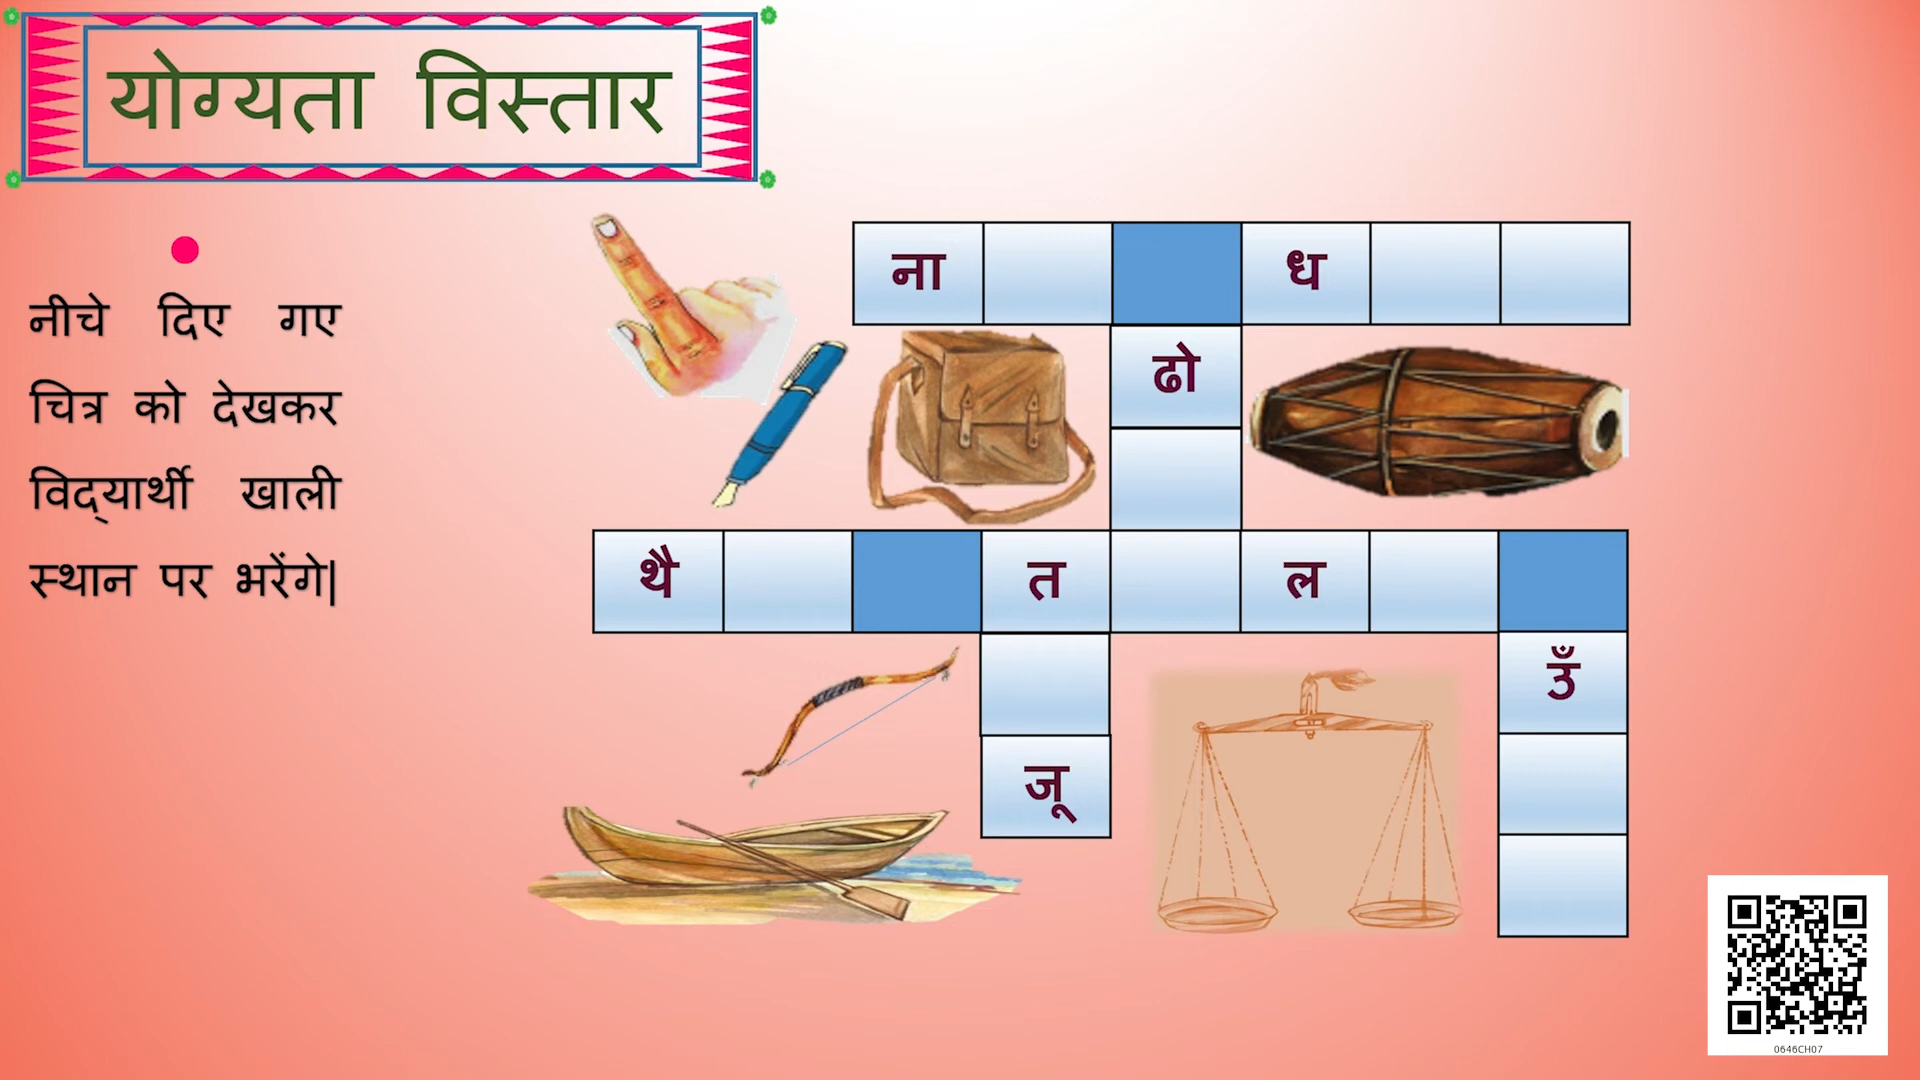 योग्यता विस्तार
नीचे दिए गए
चित्र को देखकर
विद्‌यार्थी खाली
स्थान पर भरेंगे|
ना ध
ढो
थै त ल
उँ
जू
0646CH07